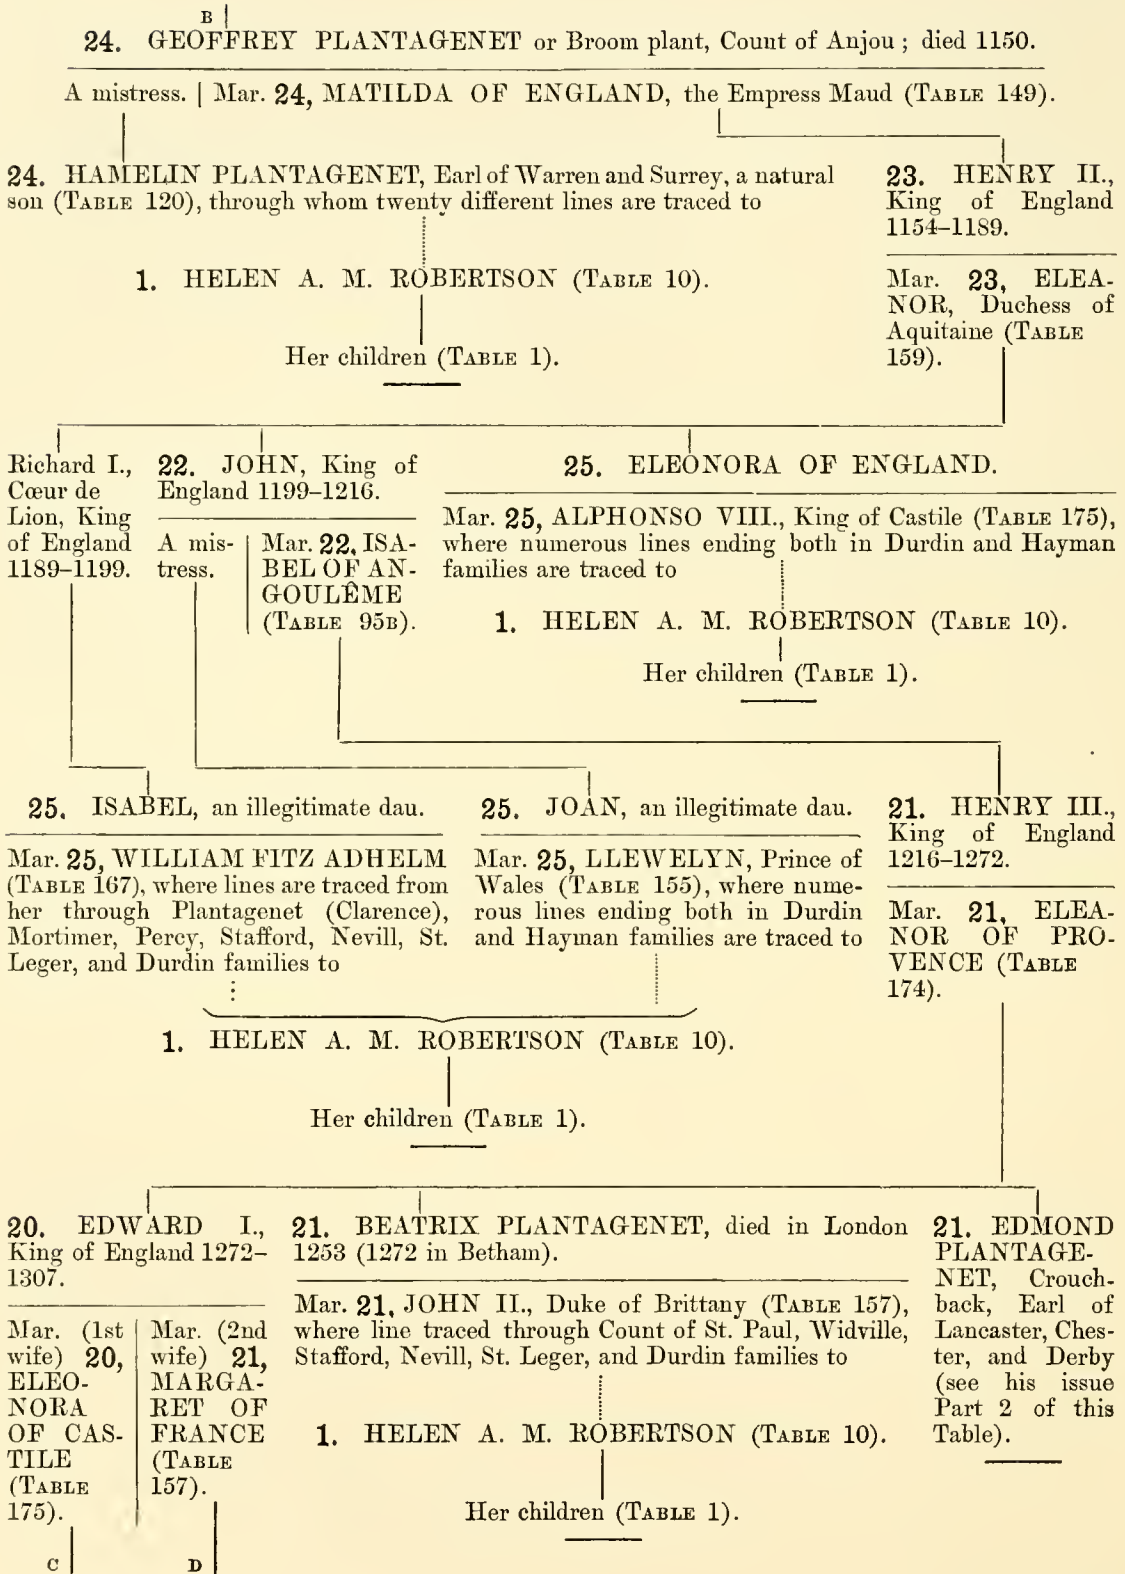 B
24. GEOFFREY PLANTAGENET or Broom plant, Count of Anjou ; died 1150.
A mistress. | Mar. 24, MATILDA OF ENGLAND, the Empress Maud (TABLE 149).
24. HAMELIN PLANTAGENET, Earl of Warren and Surrey, a natural
son (TABLE 120), through whom twenty different lines are traced to
1. HELEN A. M. ROBERTSON (TABLE 10).
Her children (TABLE 1).
23. HENRY II.,
King of England
1154–1189.
Mar. 23, ELEA-
NOR, Duchess of
Aquitaine (TABLE
159).
Richard I.,
Cœur de
Lion, King
of England
1189–1199.
22. JOHN, King of
England 1199–1216.
A mis-
tress.
Mar. 22, ISA-
BEL OF AN-
GOULÊME
(TABLE 95B).
25. ELEONORA OF ENGLAND.
Mar. 25, ALPHONSO VIII., King of Castile (TABLE 175),
where numerous lines ending both in Durdin and Hayman
families are traced to
1. HELEN A. M. ROBERTSON (TABLE 10).
Her children (TABLE 1).
25. ISABEL, an illegitimate dau.
Mar. 25, WILLIAM FITZ ADHELM
(TABLE 167), where lines are traced from
her through Plantagenet (Clarence),
Mortimer, Percy, Stafford, Nevill, St.
Leger, and Durdin families to
25. JOAN, an illegitimate dau.
Mar. 25, LLEWELYN, Prince of
Wales (TABLE 155), where nume-
rous lines ending both in Durdin
and Hayman families are traced to
1. HELEN A. M. ROBERTSON (TABLE 10).
Her children (TABLE 1).
21. HENRY III.,
King of England
1216–1272.
Mar. 21, ELEA-
NOR OF PRO-
VENCE (TABLE
174).
20. EDWARD I.,
King of England 1272–
1307.
Mar. (1st
wife) 20,
ELEO-
NORA
OF CAS-
TILE
(TABLE
175).
C
Mar. (2nd
wife) 21,
MARGA-
RET OF
FRANCE
(TABLE
157).
D
21. BEATRIX PLANTAGENET, died in London
1253 (1272 in Betham).
Mar. 21, JOHN II., Duke of Brittany (TABLE 157),
where line traced through Count of St. Paul, Widville,
Stafford, Nevill, St. Leger, and Durdin families to
1. HELEN A. M. ROBERTSON (TABLE 10).
Her children (TABLE 1).
21. EDMOND
PLANTAGE-
NET, Crouch-
back, Earl of
Lancaster, Ches-
ter, and Derby
(see his issue
Part 2 of this
Table).